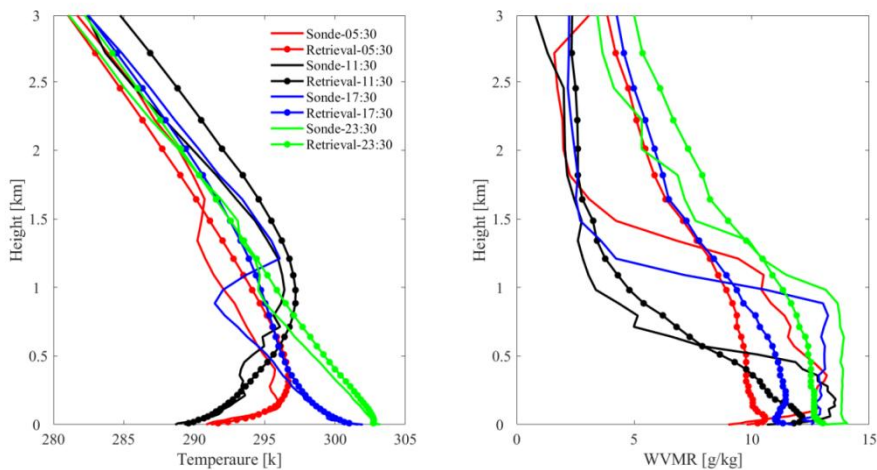 3
2.5
2
1.5
1
0.5
0
280
285
290
295
300
305
Height [km]
Temperaure [k]
Sonde-05:30
Retrieval-05:30
Sonde-11:30
Retrieval-11:30
Sonde-17:30
Retrieval-17:30
Sonde-23:30
Retrieval-23:30
3
2.5
2
1.5
1
0.5
0
0
5
10
15
Height [km]
WVMR [g/kg]